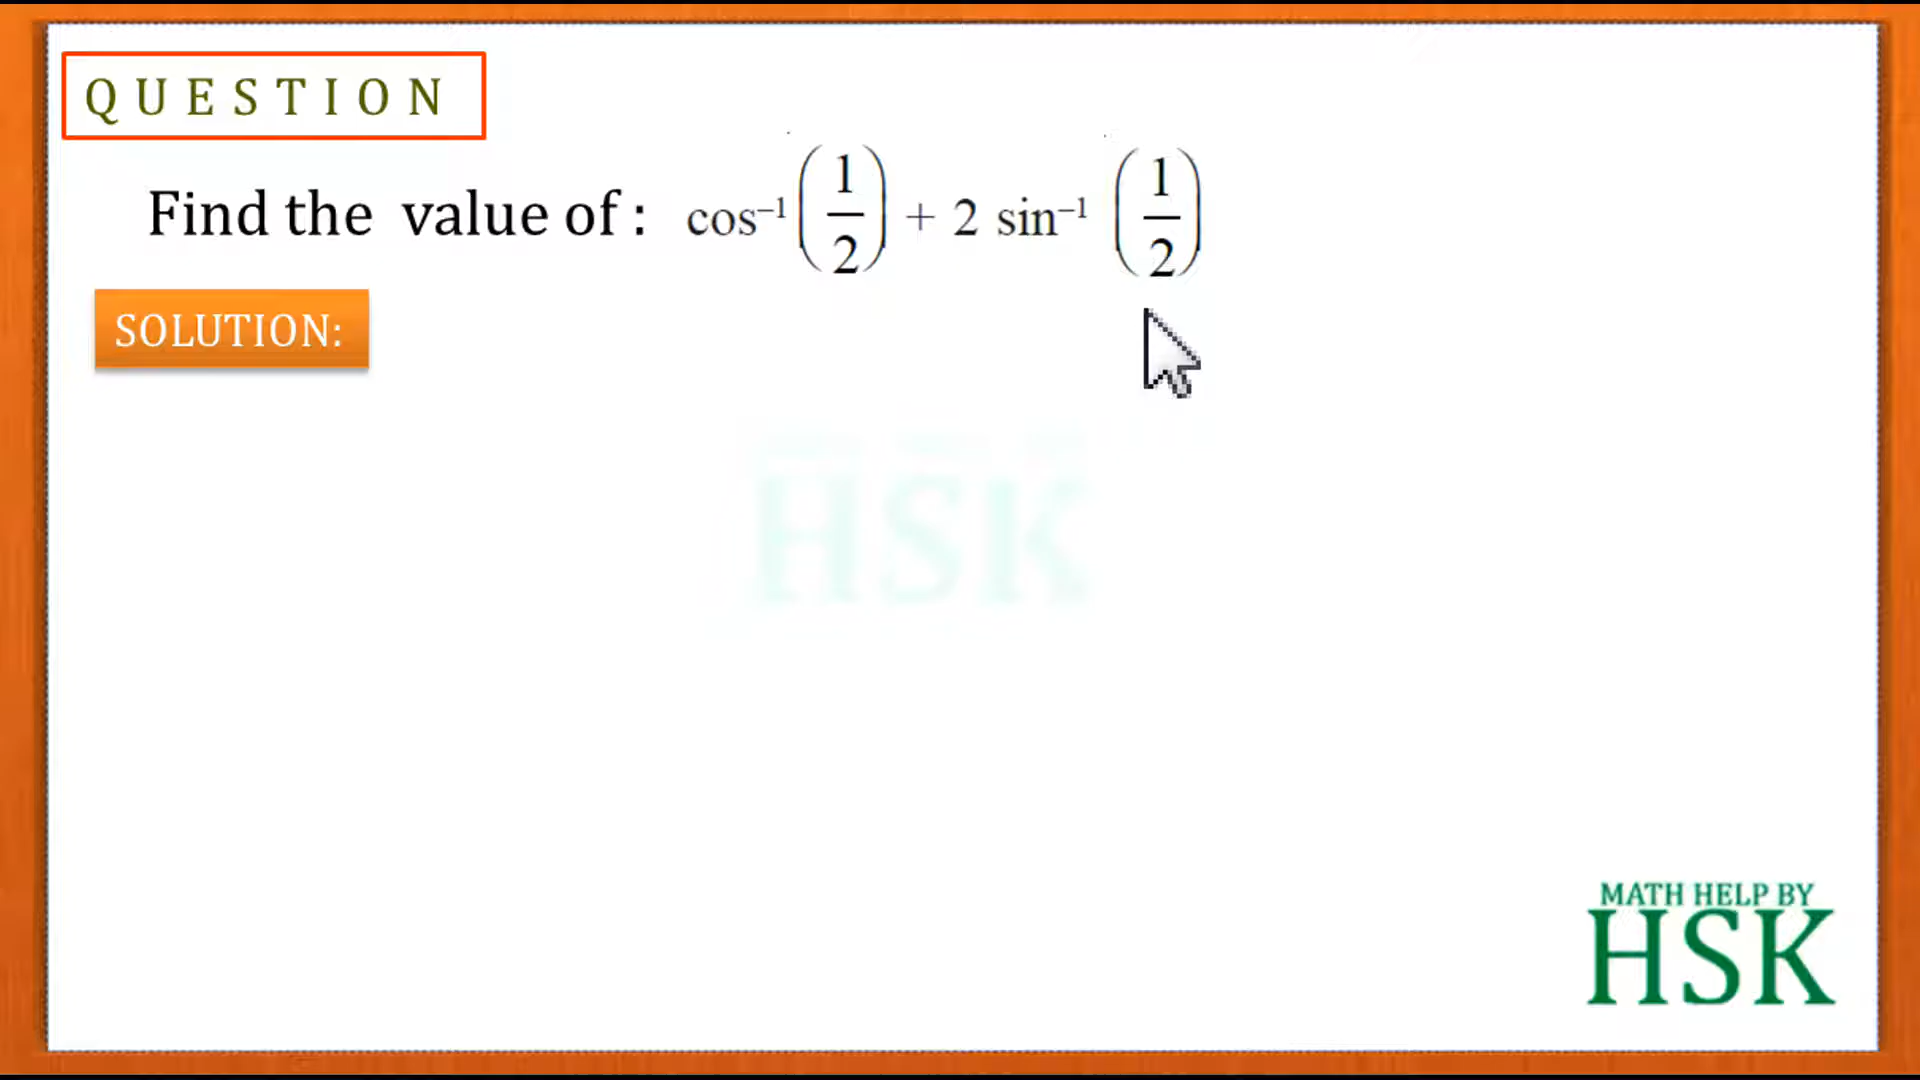 QUESTION
Find the value of : cos⁻¹(1/2) + 2 sin⁻¹(1/2)
SOLUTION:
HSK
MATH HELP BY
HSK